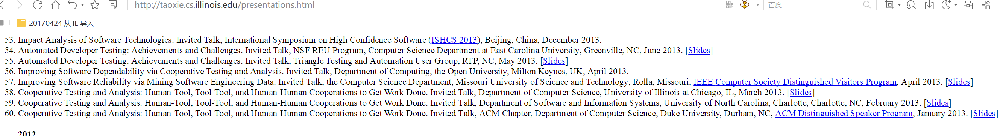 http://taoxie.cs.illinois.edu/presentations.html 百度
20170424 从 IE 导入
53. Impact Analysis of Software Technologies. Invited Talk, International Symposium on High Confidence Software (ISHCS 2013), Beijing, China, December 2013.
54. Automated Developer Testing: Achievements and Challenges. Invited Talk, NSF REU Program, Computer Science Department at East Carolina University, Greenville, NC, June 2013. [Slides]
55. Automated Developer Testing: Achievements and Challenges. Invited Talk, Triangle Testing and Automation User Group, RTP, NC, May 2013. [Slides]
56. Improving Software Dependability via Cooperative Testing and Analysis. Invited Talk, Department of Computing, the Open University, Milton Keynes, UK, April 2013.
57. Improving Software Reliability via Mining Software Engineering Data. Invited Talk, the Computer Science Department, Missouri University of Science and Technology, Rolla, Missouri, IEEE Computer Society Distinguished Visitors Program, April 2013. [Slides]
58. Cooperative Testing and Analysis: Human-Tool, Tool-Tool, and Human-Human Cooperations to Get Work Done. Invited Talk, Department of Computer Science, University of Illinois at Chicago, IL, March 2013. [Slides]
59. Cooperative Testing and Analysis: Human-Tool, Tool-Tool, and Human-Human Cooperations to Get Work Done. Invited Talk, Department of Software and Information Systems, University of North Carolina, Charlotte, Charlotte, NC, February 2013. [Slides]
60. Cooperative Testing and Analysis: Human-Tool, Tool-Tool, and Human-Human Cooperations to Get Work Done. Invited Talk, ACM Chapter, Department of Computer Science, Duke University, Durham, NC, ACM Distinguished Speaker Program, January 2013. [Slides]
2012